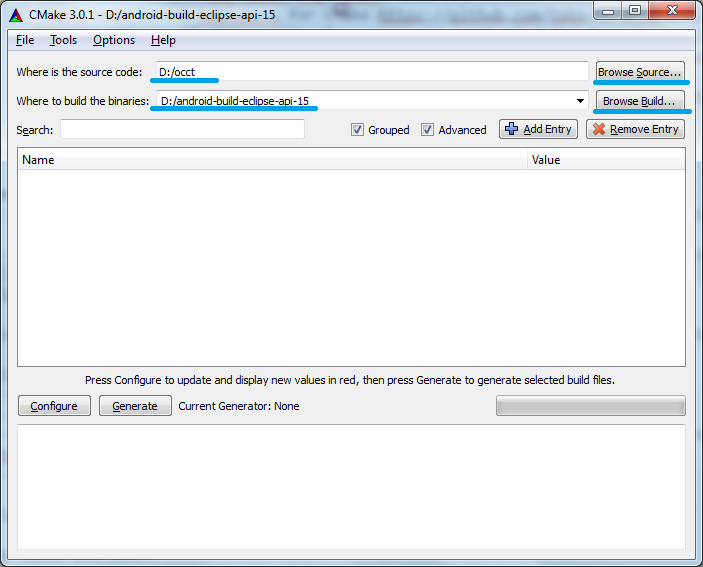 CMake 3.0.1 - D:/android-build-eclipse-api-15
File Tools Options Help
Where is the source code: D:/occt Browse Source...
Where to build the binaries: D:/android-build-eclipse-api-15 Browse Build...
Search: Grouped Advanced Add Entry Remove Entry
Name Value
Press Configure to update and display new values in red, then press Generate to generate selected build files.
Configure Generate Current Generator: None